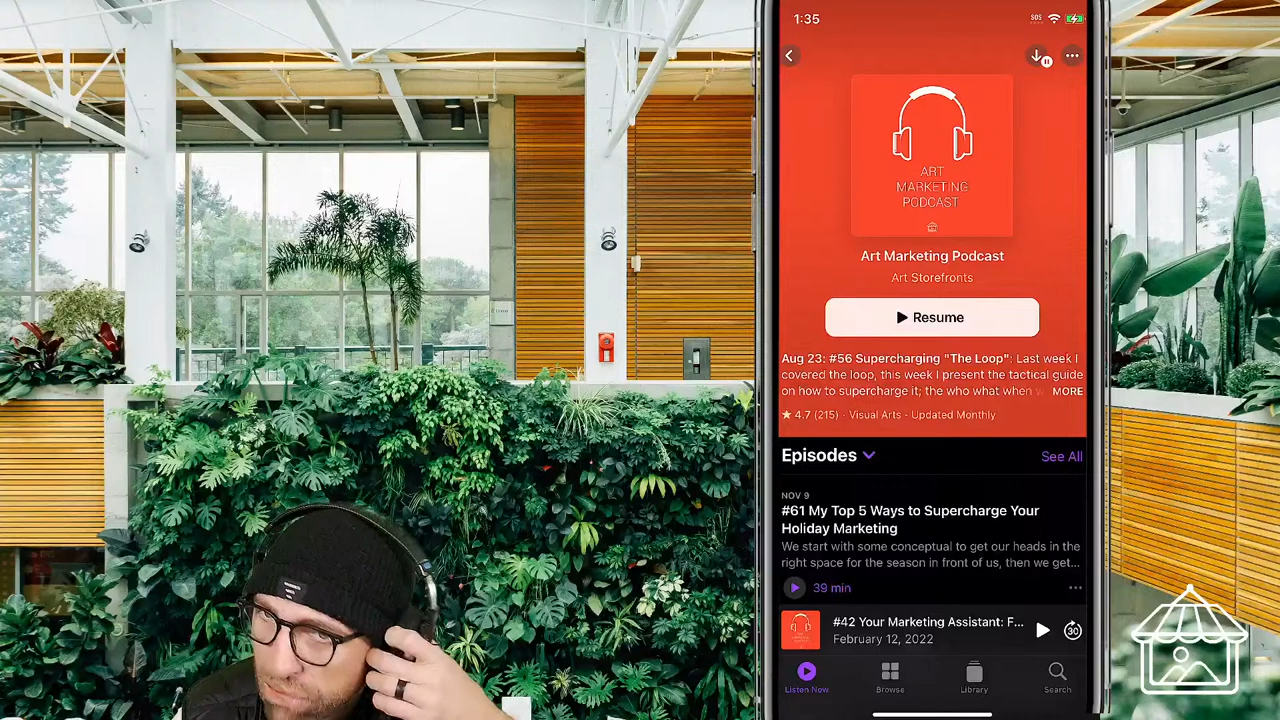 1:35
SOS
ART
MARKETING
PODCAST
Art Marketing Podcast
Art Storefronts
Resume
Aug 23: #56 Supercharging "The Loop": Last week I
covered the loop, this week I present the tactical guide
on how to supercharge it; the who what when w MORE
★ 4.7 (215) · Visual Arts · Updated Monthly
Episodes
See All
NOV 9
#61 My Top 5 Ways to Supercharge Your
Holiday Marketing
We start with some conceptual to get our heads in the
right space for the season in front of us, then we get...
39 min
#42 Your Marketing Assistant: F...
February 12, 2022
30
Listen Now
Browse
Library
Search